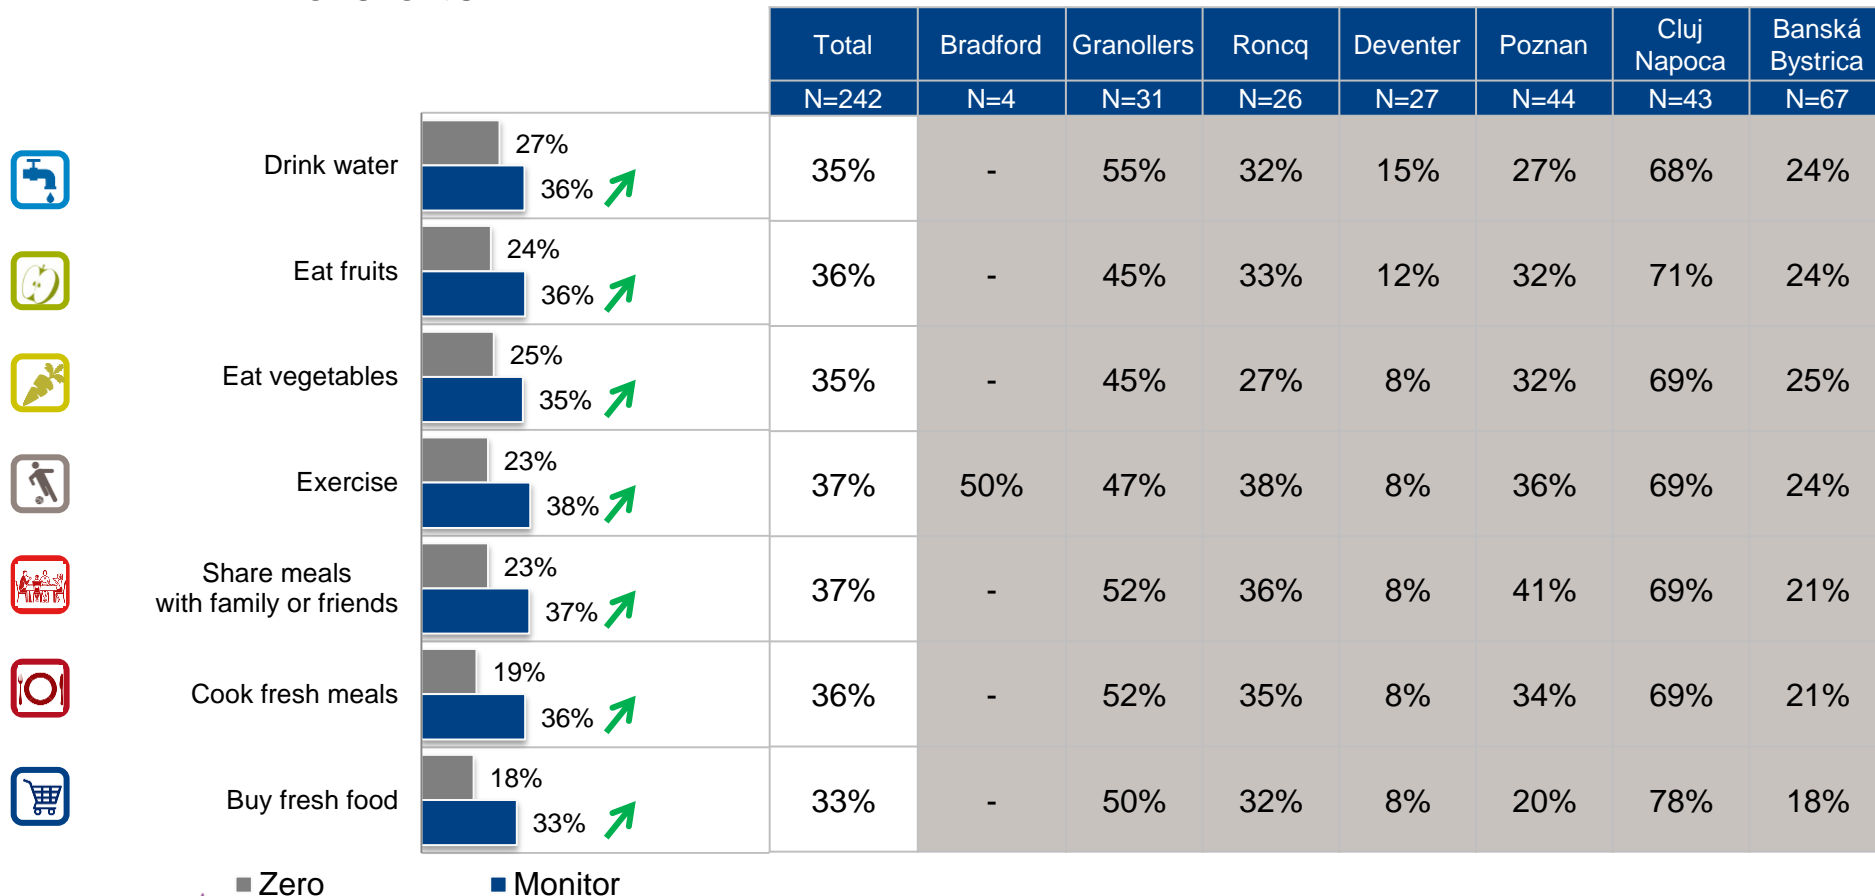 Total Bradford Granollers Roncq Deventer Poznan Cluj Napoca Banská Bystrica
N=242 N=4 N=31 N=26 N=27 N=44 N=43 N=67
Drink water 27% 36% 35% - 55% 32% 15% 27% 68% 24%
Eat fruits 24% 36% 36% - 45% 33% 12% 32% 71% 24%
Eat vegetables 25% 35% 35% - 45% 27% 8% 32% 69% 25%
Exercise 23% 38% 37% 50% 47% 38% 8% 36% 69% 24%
Share meals
with family or friends 23% 37% 37% - 52% 36% 8% 41% 69% 21%
Cook fresh meals 19% 36% 36% - 52% 35% 8% 34% 69% 21%
Buy fresh food 18% 33% 33% - 50% 32% 8% 20% 78% 18%
Zero Monitor